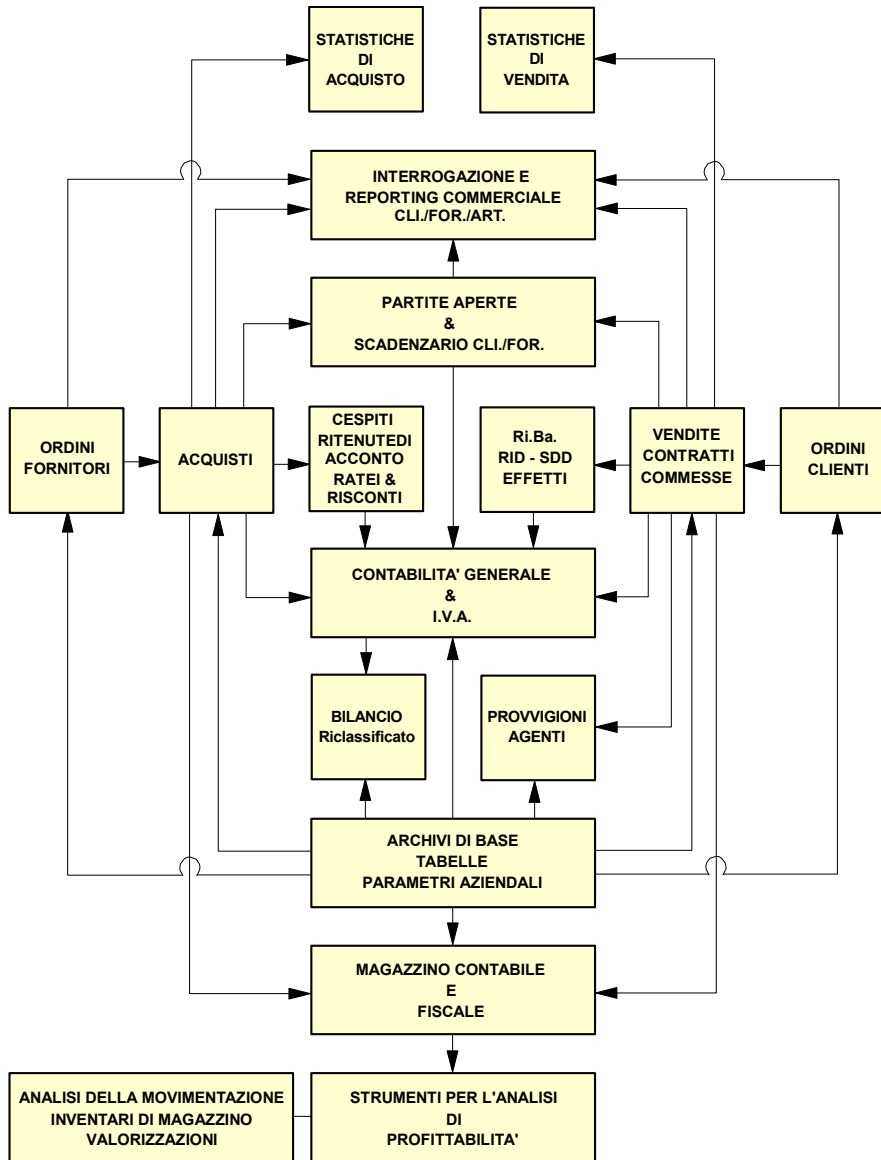 STATISTICHE
DI
ACQUISTO
STATISTICHE
DI
VENDITA
INTERROGAZIONE E
REPORTING COMMERCIALE
CLI./FOR./ART.
PARTITE APERTE
&
SCADENZARIO CLI./FOR.
ORDINI
FORNITORI
ACQUISTI
CESPITI
RITENUTEDI
ACCONTO
RATEI &
RISCONTI
Ri.Ba.
RID - SDD
EFFETTI
VENDITE
CONTRATTI
COMMESSE
ORDINI
CLIENTI
CONTABILITA' GENERALE
&
I.V.A.
BILANCIO
Riclassificato
PROVVIGIONI
AGENTI
ARCHIVI DI BASE
TABELLE
PARAMETRI AZIENDALI
MAGAZZINO CONTABILE
E
FISCALE
ANALISI DELLA MOVIMENTAZIONE
INVENTARI DI MAGAZZINO
VALORIZZAZIONI
STRUMENTI PER L'ANALISI
DI
PROFITTABILITA'